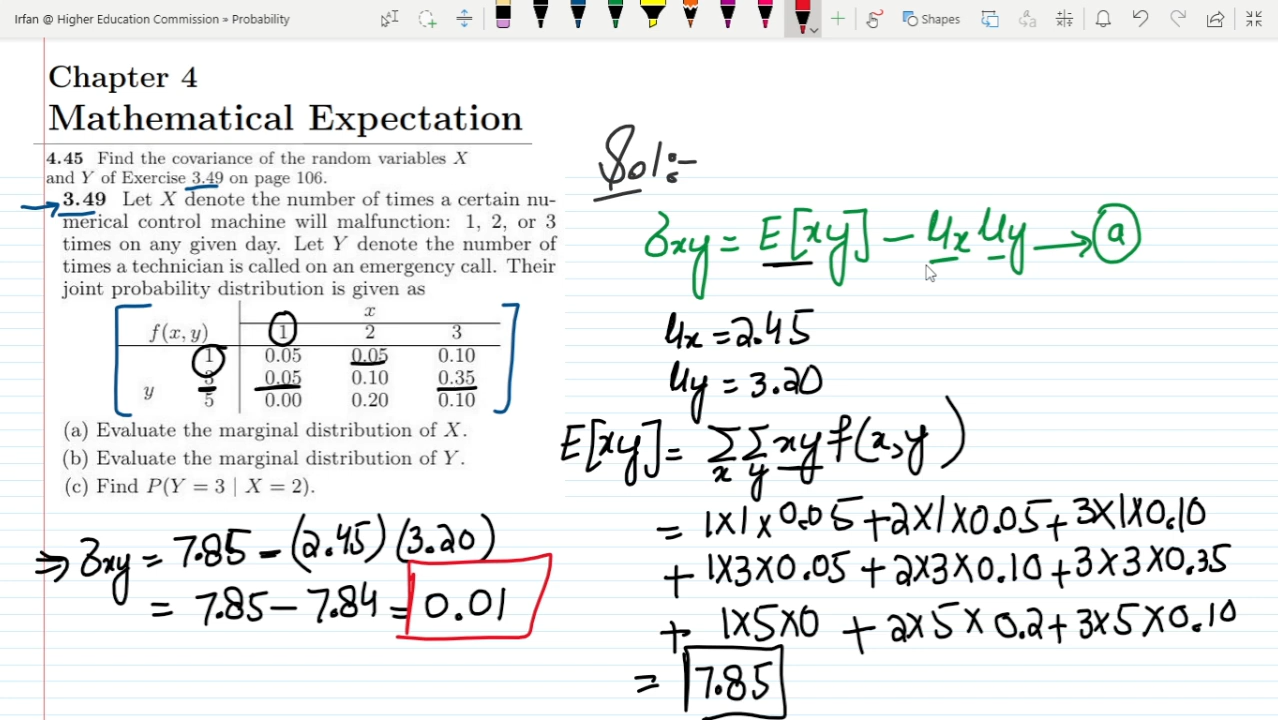 Irfan @ Higher Education Commission » Probability
Shapes
Chapter 4
Mathematical Expectation
4.45 Find the covariance of the random variables X
and Y of Exercise 3.49 on page 106.
3.49 Let X denote the number of times a certain nu-
merical control machine will malfunction: 1, 2, or 3
times on any given day. Let Y denote the number of
times a technician is called on an emergency call. Their
joint probability distribution is given as
x
f(x, y) 1 2 3
1 0.05 0.05 0.10
y 3 0.05 0.10 0.35
5 0.00 0.20 0.10
(a) Evaluate the marginal distribution of X.
(b) Evaluate the marginal distribution of Y.
(c) Find P(Y = 3 | X = 2).
⇒ σxy = 7.85 - (2.45)(3.20)
= 7.85 - 7.84 = 0.01
Sol:-
σxy = E[xy] - μx μy → a
μx = 2.45
μy = 3.20
E[xy] = Σx Σy xy f(x,y)
= 1×1×0.05 + 2×1×0.05 + 3×1×0.10
+ 1×3×0.05 + 2×3×0.10 + 3×3×0.35
+ 1×5×0 + 2×5×0.2 + 3×5×0.10
= 7.85